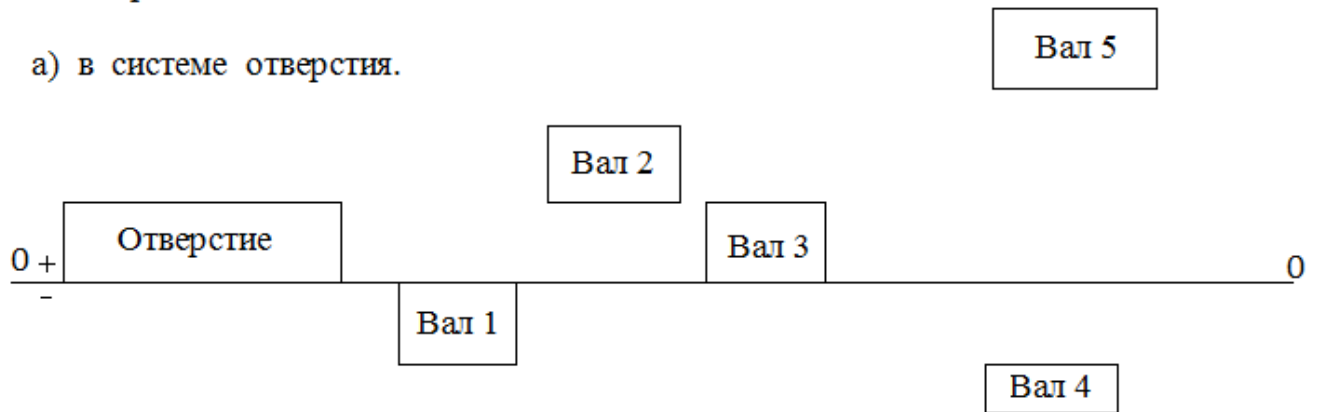 а) в системе отверстия.
Вал 5
Вал 2
Отверстие
Вал 3
0 +
0
-
Вал 1
Вал 4